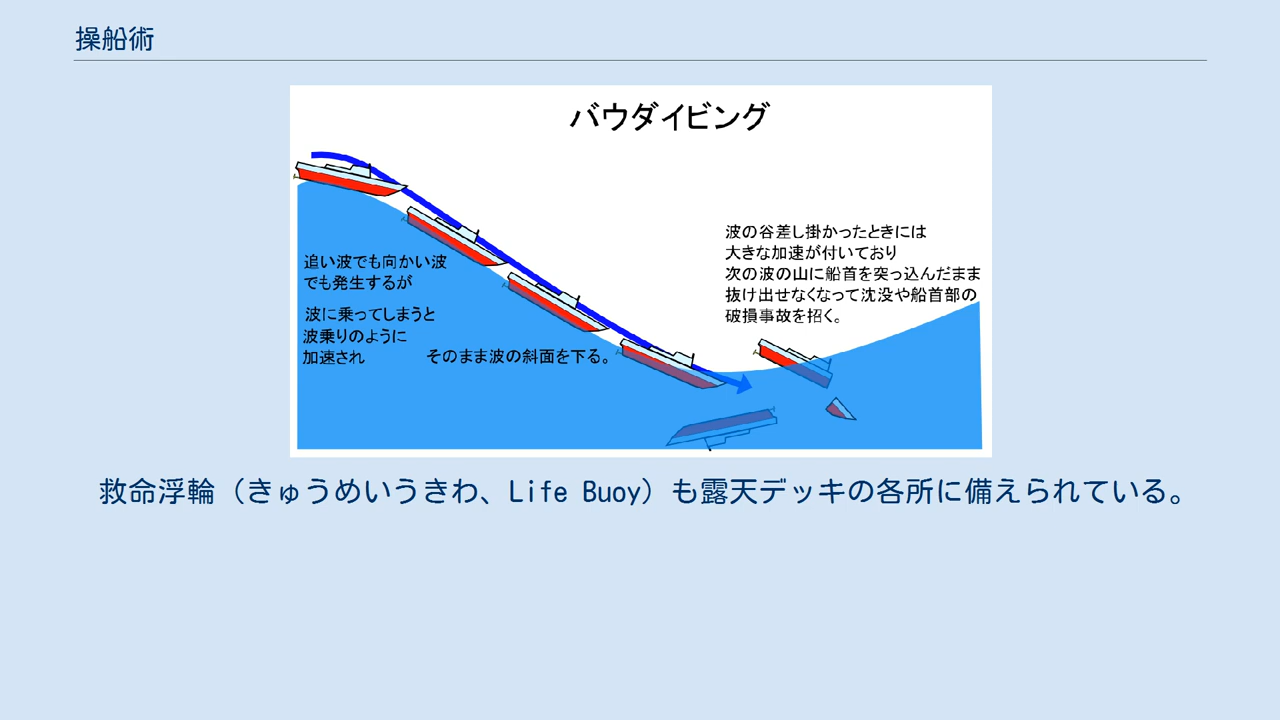 操船術
バウダイビング
追い波でも向かい波
でも発生するが
波に乗ってしまうと
波乗りのように
加速され
そのまま波の斜面を下る。
波の谷差し掛かったときには
大きな加速が付いており
次の波の山に船首を突っ込んだまま
抜け出せなくなって沈没や船首部の
破損事故を招く。
救命浮輪（きゅうめいうきわ、Life Buoy）も露天デッキの各所に備えられている。